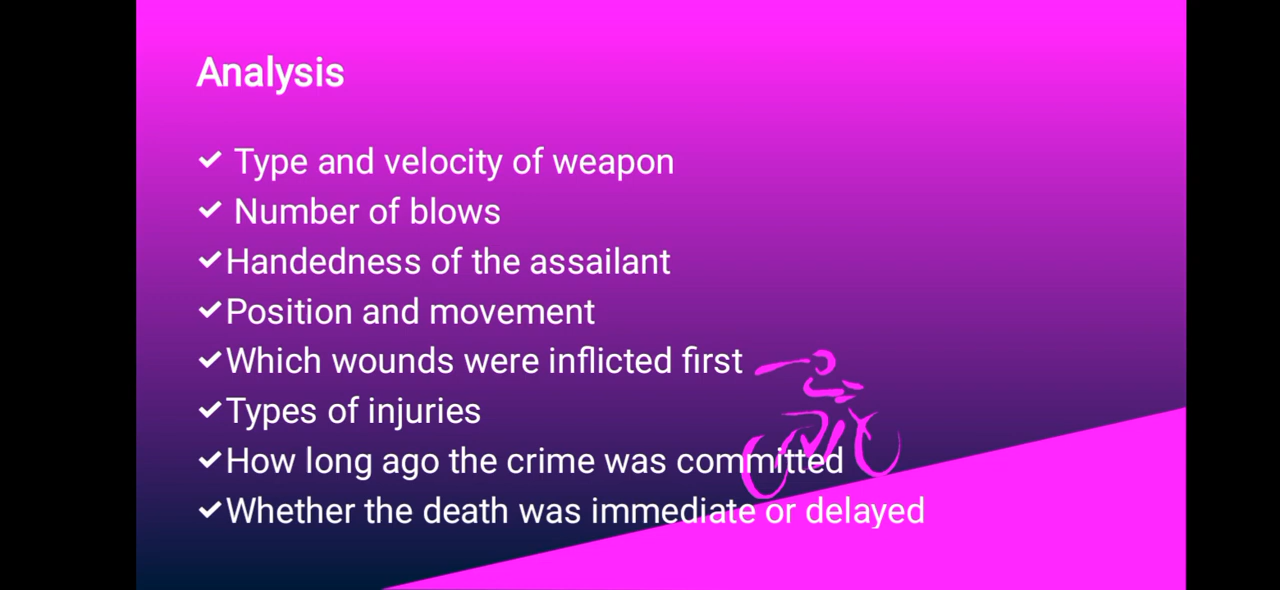 Analysis
✓ Type and velocity of weapon
✓ Number of blows
✓Handedness of the assailant
✓Position and movement
✓Which wounds were inflicted first
✓Types of injuries
✓How long ago the crime was committed
✓Whether the death was immediate or delayed